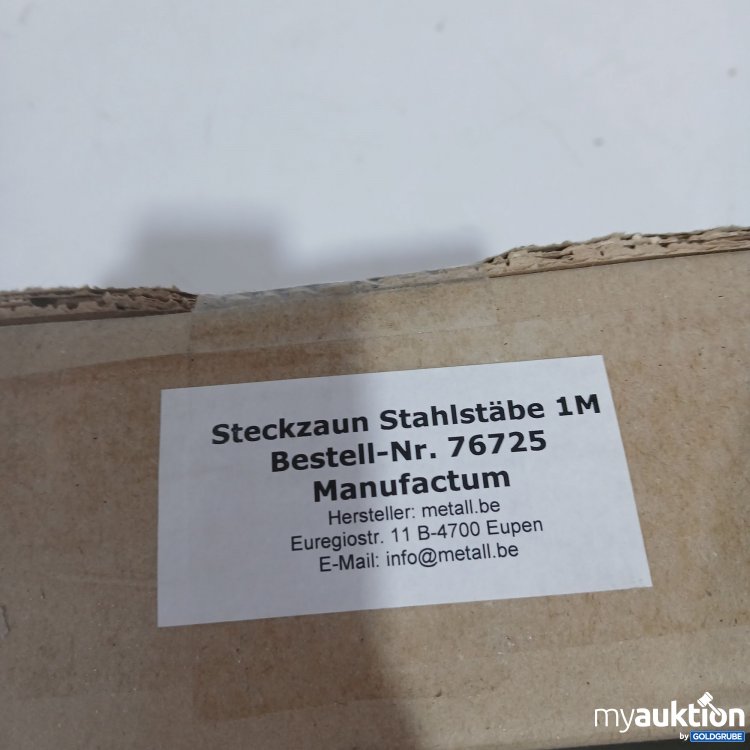 Steckzaun Stahlstäbe 1M
Bestell-Nr. 76725
Manufactum
Hersteller: metall.be
Euregiostr. 11 B-4700 Eupen
E-Mail: info@metall.be
myauktion
by GOLDGRUBE